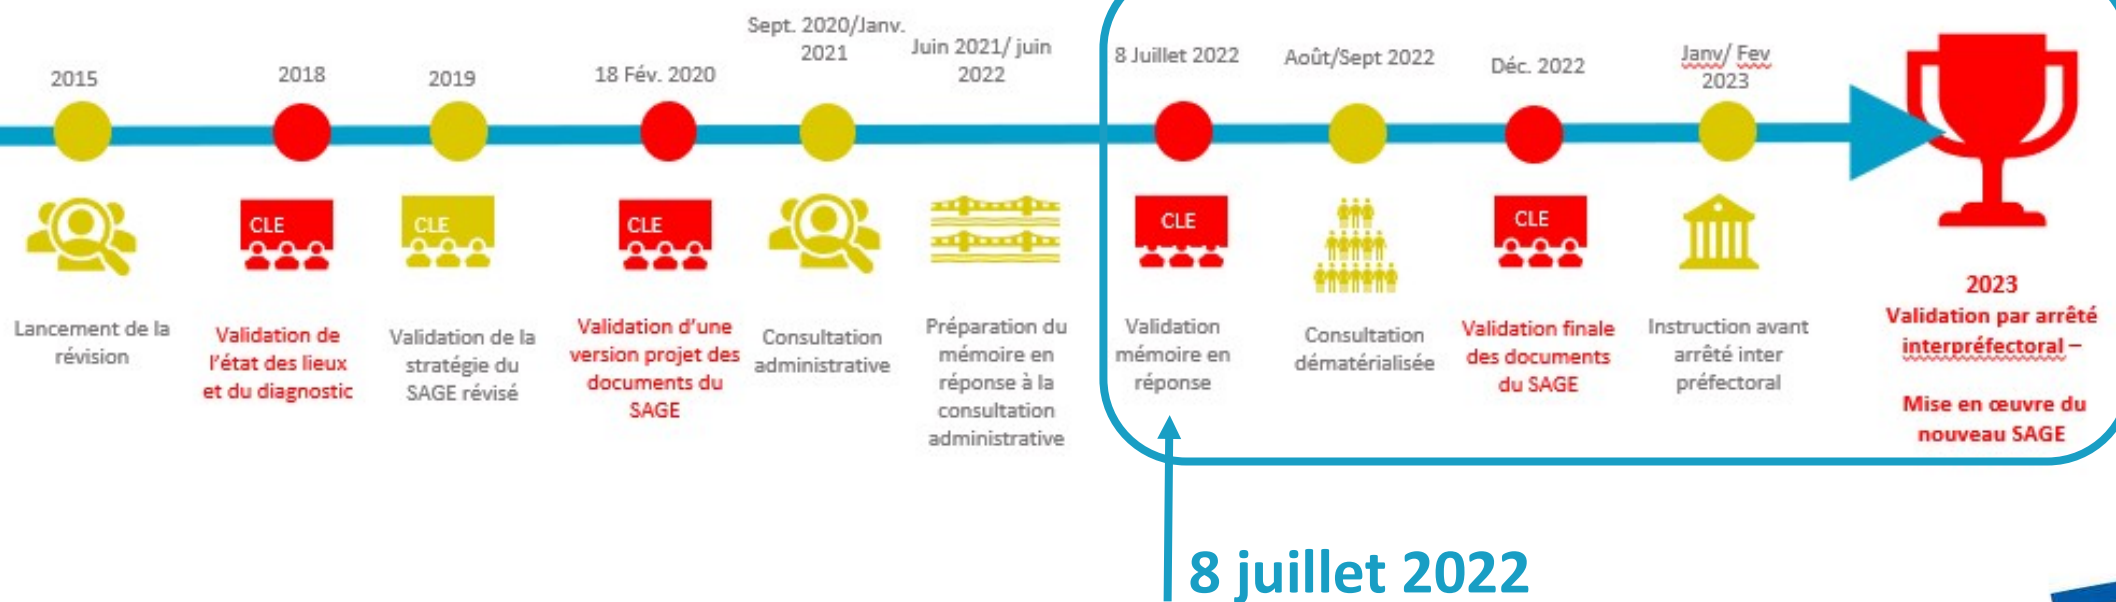 2015
Lancement de la
révision
2018
CLE
Validation de
l'état des lieux
et du diagnostic
2019
CLE
Validation de la
stratégie du
SAGE révisé
18 Fév. 2020
CLE
Validation d'une
version projet des
documents du
SAGE
Sept. 2020/Janv.
2021
Consultation
administrative
Juin 2021/ juin
2022
Préparation du
mémoire en
réponse à la
consultation
administrative
8 Juillet 2022
CLE
Validation
mémoire en
réponse
Août/Sept 2022
Consultation
dématérialisée
Déc. 2022
CLE
Validation finale
des documents
du SAGE
Janv/ Fev
2023
Instruction avant
arrêté inter
préfectoral
2023
Validation par arrêté
interpréfectoral –
Mise en œuvre du
nouveau SAGE
8 juillet 2022